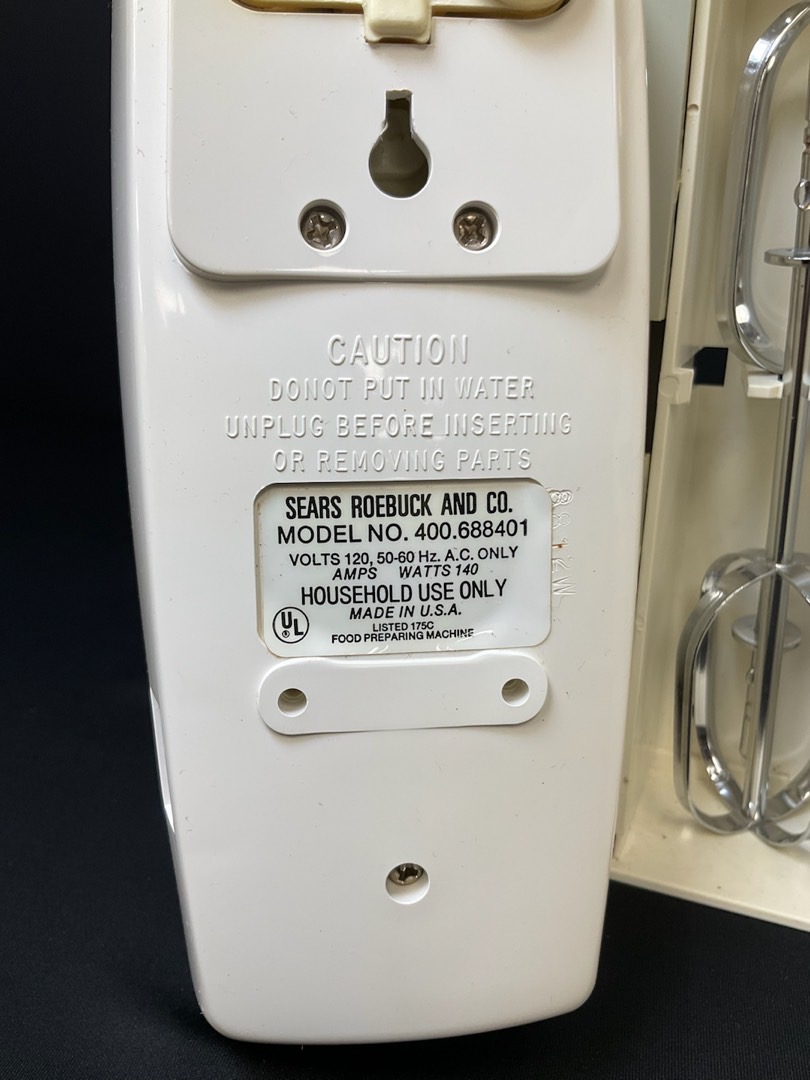 CAUTION
DONOT PUT IN WATER
UNPLUG BEFORE INSERTING
OR REMOVING PARTS
SEARS ROEBUCK AND CO.
MODEL NO. 400.688401
VOLTS 120, 50-60 Hz. A.C. ONLY
AMPS WATTS 140
HOUSEHOLD USE ONLY
MADE IN U.S.A.
UL
®
LISTED 175C
FOOD PREPARING MACHINE